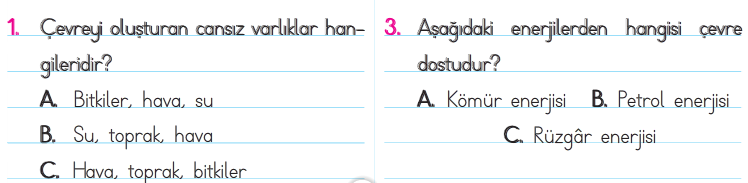 1. Çevreyi oluşturan cansız varlıklar han-
gileridir?
A. Bitkiler, hava, su
B. Su, toprak, hava
C. Hava, toprak, bitkiler
3. Aşağıdaki enerjilerden hangisi çevre
dostudur?
A. Kömür enerjisi B. Petrol enerjisi
C. Rüzgâr enerjisi